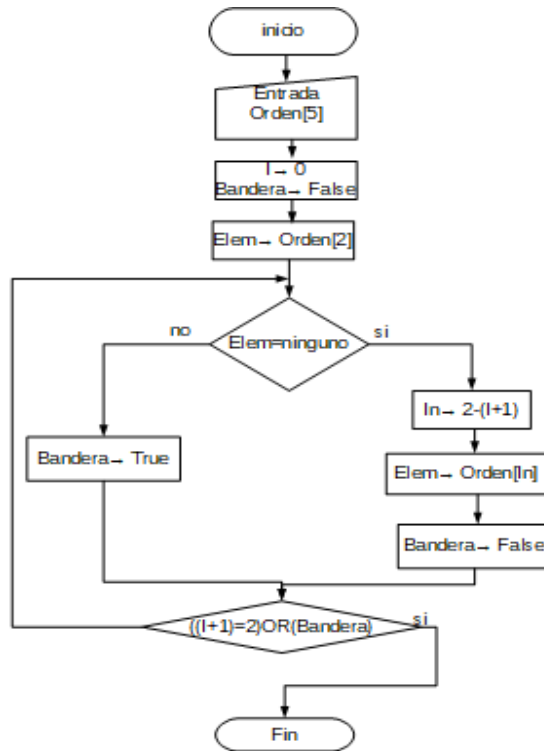 inicio
Entrada
Orden[5]
I→ 0
Bandera→ False
Elem→ Orden[2]
Elem=ninguno
no
si
In→ 2-(I+1)
Bandera→ True
Elem→ Orden[In]
Bandera→ False
((I+1)=2)OR(Bandera)
si
Fin